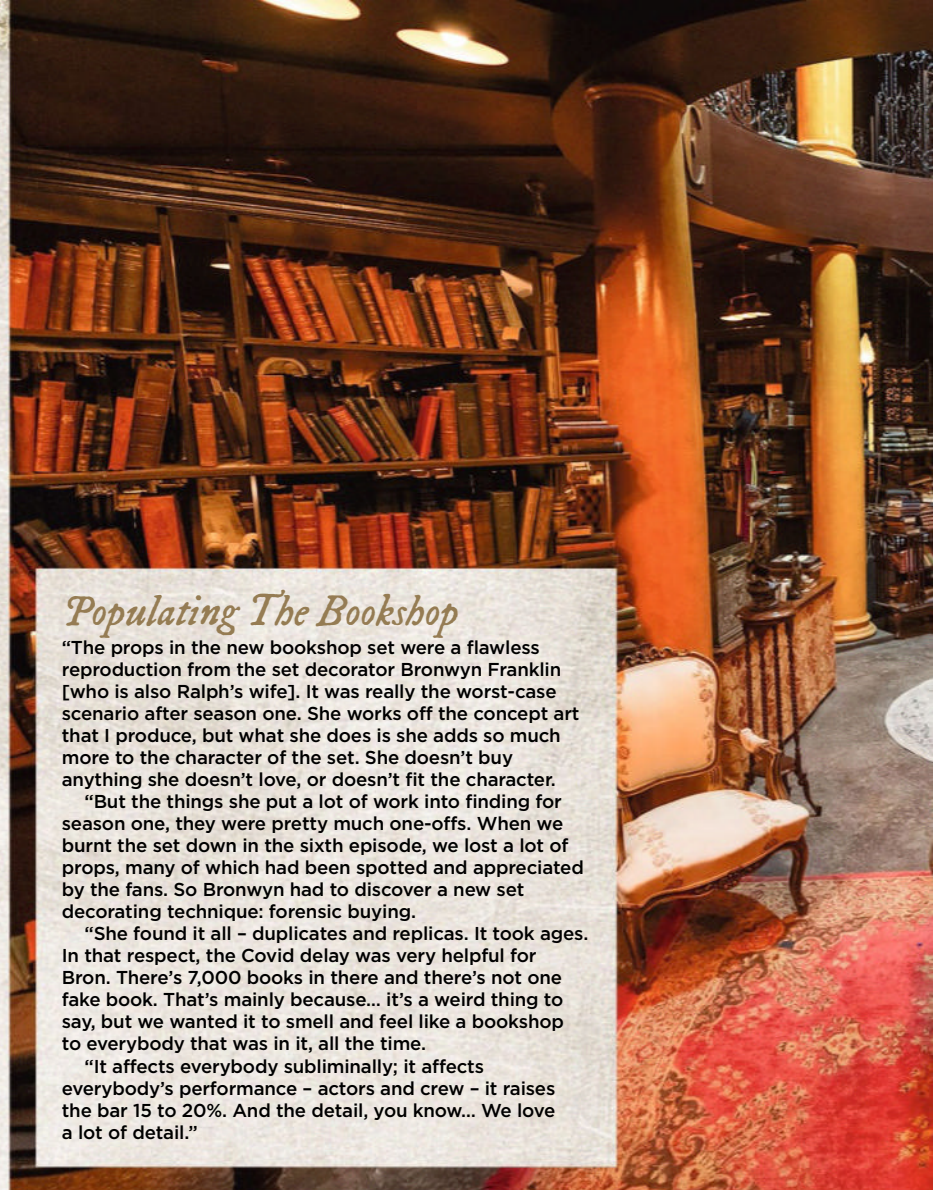 Populating The Bookshop
“The props in the new bookshop set were a flawless
reproduction from the set decorator Bronwyn Franklin
[who is also Ralph’s wife]. It was really the worst-case
scenario after season one. She works off the concept art
that I produce, but what she does is she adds so much
more to the character of the set. She doesn’t buy
anything she doesn’t love, or doesn’t fit the character.
“But the things she put a lot of work into finding for
season one, they were pretty much one-offs. When we
burnt the set down in the sixth episode, we lost a lot of
props, many of which had been spotted and appreciated
by the fans. So Bronwyn had to discover a new set
decorating technique: forensic buying.
“She found it all – duplicates and replicas. It took ages.
In that respect, the Covid delay was very helpful for
Bron. There’s 7,000 books in there and there’s not one
fake book. That’s mainly because... it’s a weird thing to
say, but we wanted it to smell and feel like a bookshop
to everybody that was in it, all the time.
“It affects everybody subliminally; it affects
everybody’s performance – actors and crew – it raises
the bar 15 to 20%. And the detail, you know... We love
a lot of detail.”